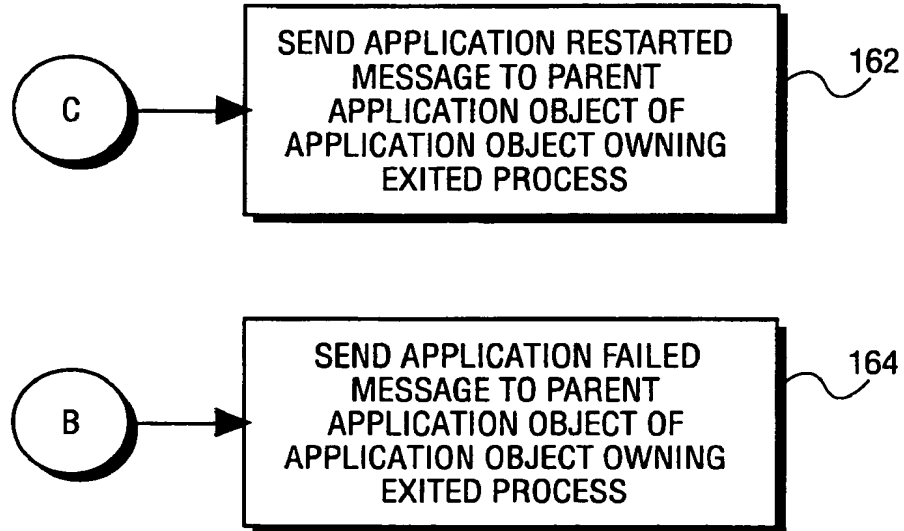 C
SEND APPLICATION RESTARTED
MESSAGE TO PARENT
APPLICATION OBJECT OF
APPLICATION OBJECT OWNING
EXITED PROCESS
162
B
SEND APPLICATION FAILED
MESSAGE TO PARENT
APPLICATION OBJECT OF
APPLICATION OBJECT OWNING
EXITED PROCESS
164